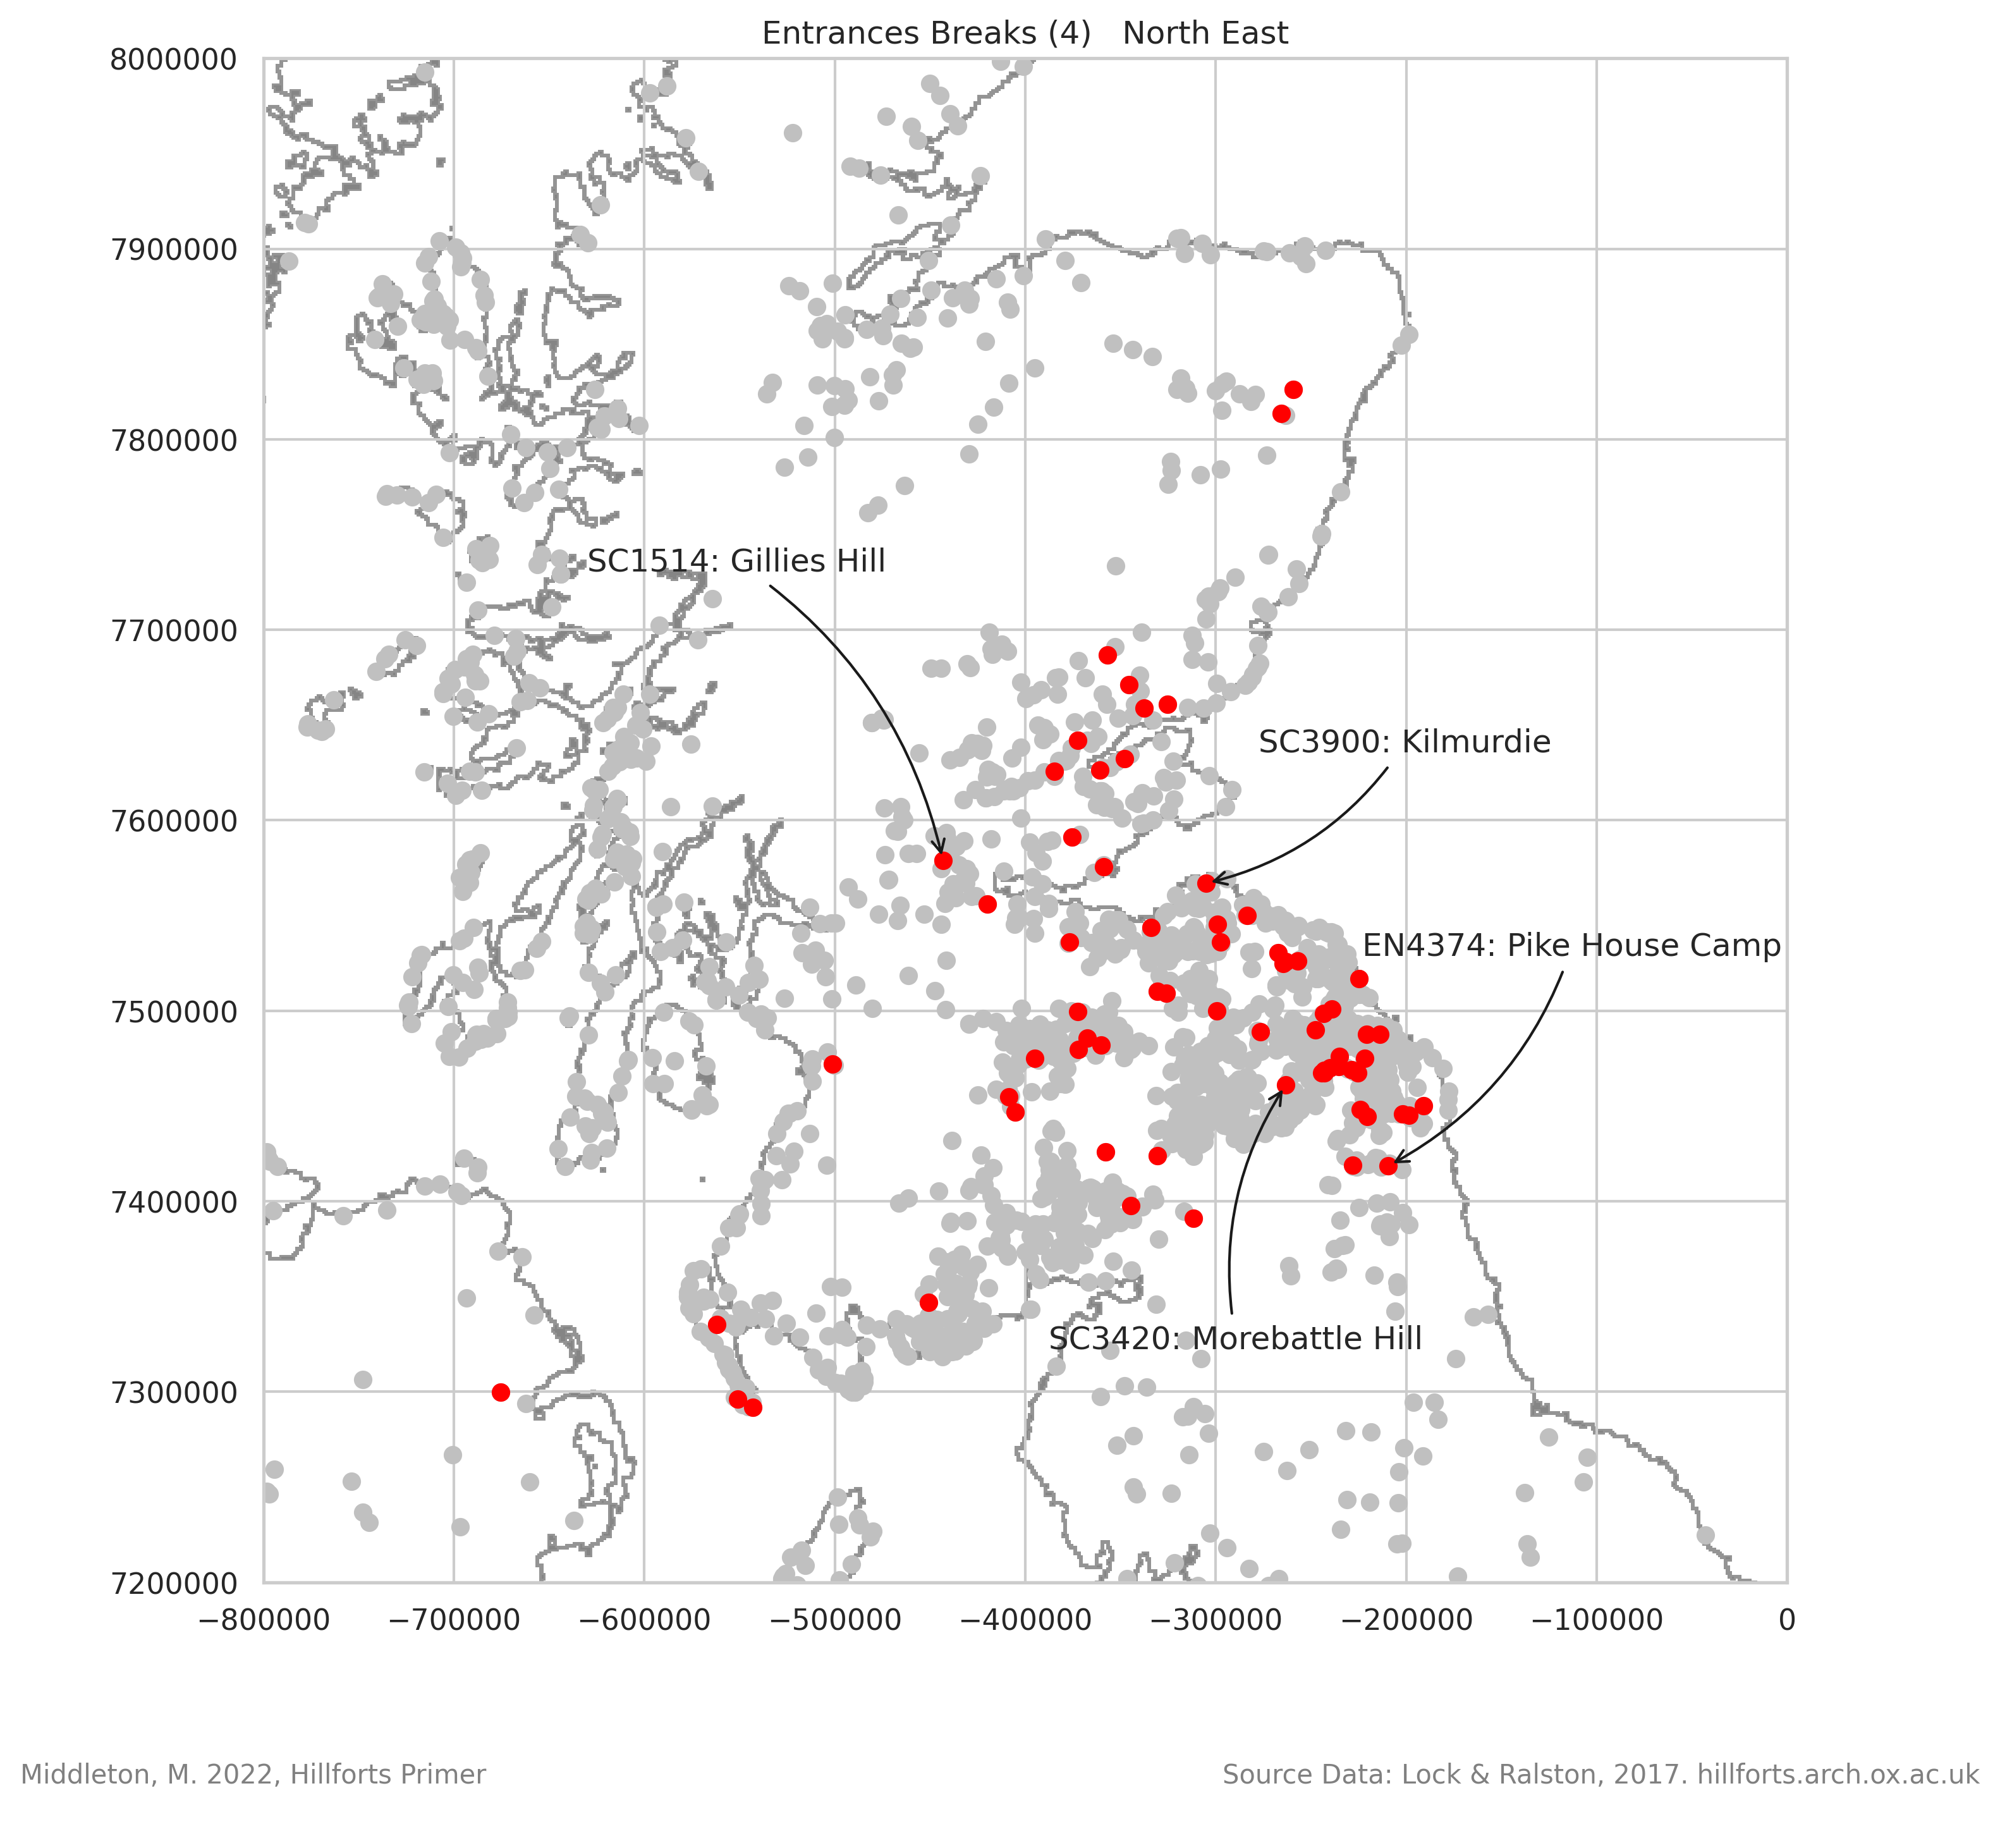 Entrances Breaks (4)   North East
8000000
7900000
7800000
SC1514: Gillies Hill
7700000
SC3900: Kilmurdie
7600000
EN4374: Pike House Camp
7500000
7400000
SC3420: Morebattle Hill
7300000
7200000
−800000 −700000 −600000 −500000 −400000 −300000 −200000 −100000 0
Middleton, M. 2022, Hillforts Primer
Source Data: Lock & Ralston, 2017. hillforts.arch.ox.ac.uk